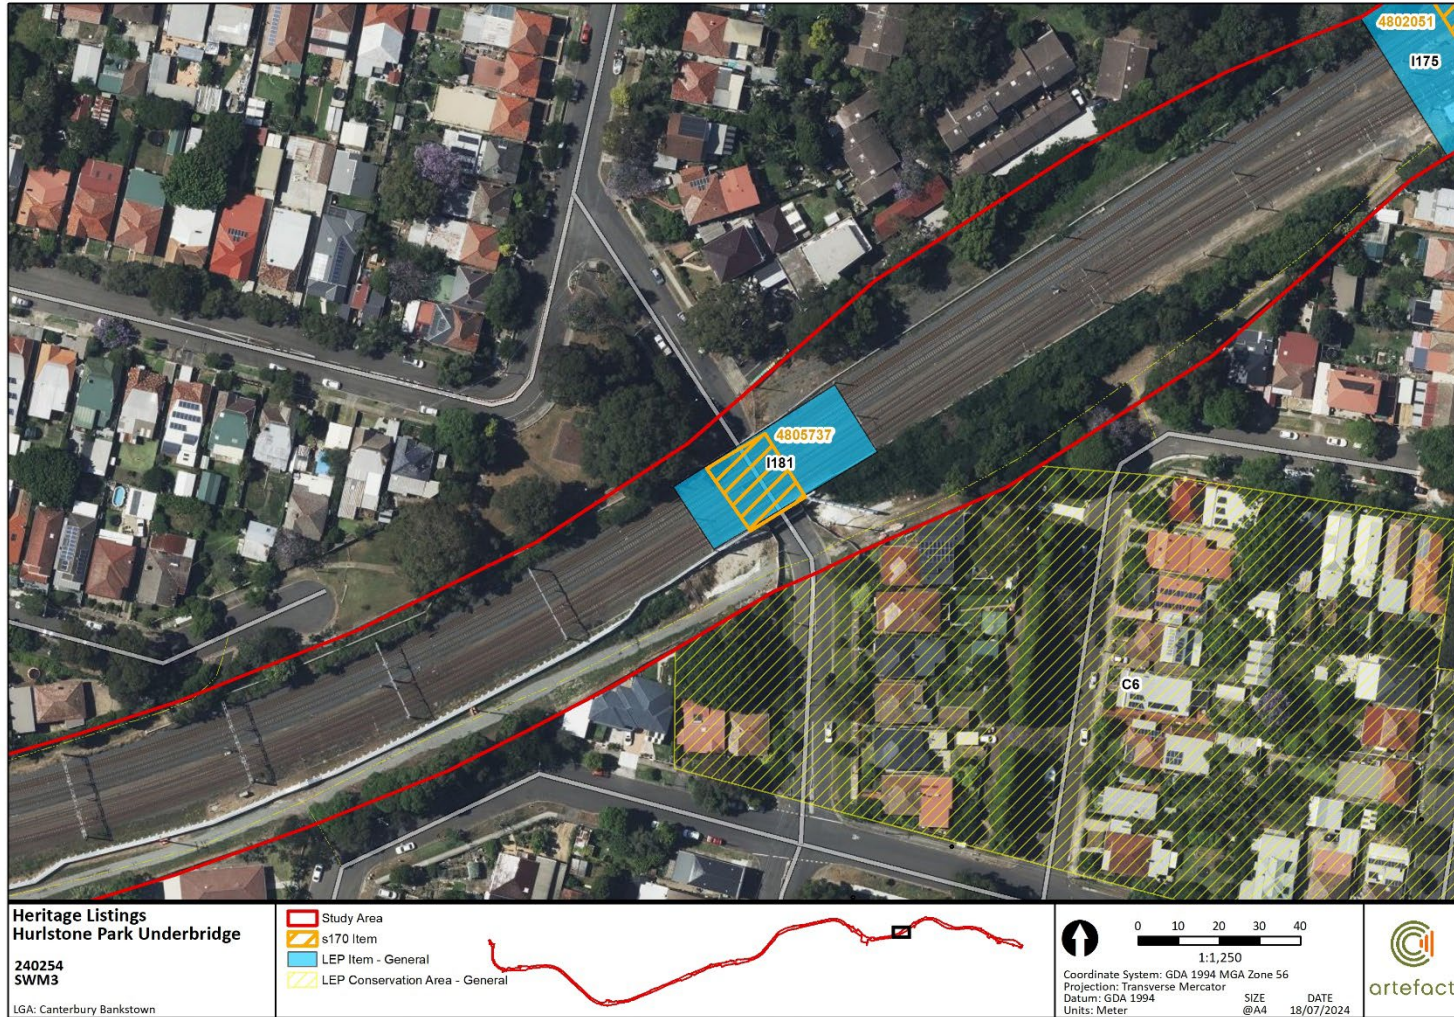 4802051
I175
4805737
I181
C6
Heritage Listings
Hurlstone Park Underbridge
240254
SWM3
LGA: Canterbury Bankstown
Study Area
s170 Item
LEP Item - General
LEP Conservation Area - General
0 10 20 30 40
1:1,250
Coordinate System: GDA 1994 MGA Zone 56
Projection: Transverse Mercator
Datum: GDA 1994
Units: Meter
SIZE
@A4
DATE
18/07/2024
artefact